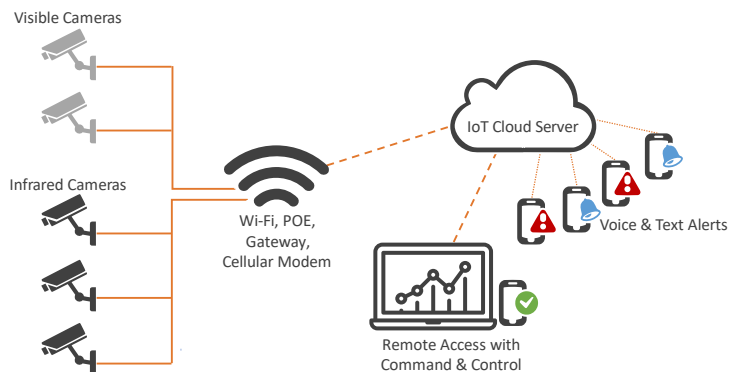 Visible Cameras
IoT Cloud Server
Infrared Cameras
Wi-Fi, POE,
Gateway,
Cellular Modem
Voice & Text Alerts
Remote Access with
Command & Control